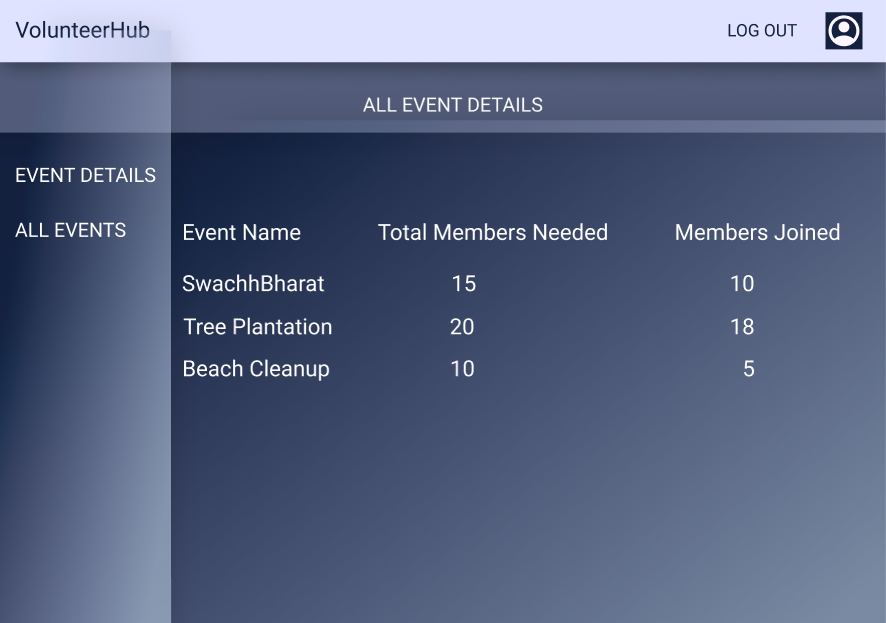 VolunteerHub LOG OUT
ALL EVENT DETAILS
EVENT DETAILS
ALL EVENTS
Event Name Total Members Needed Members Joined
SwachhBharat 15 10
Tree Plantation 20 18
Beach Cleanup 10 5